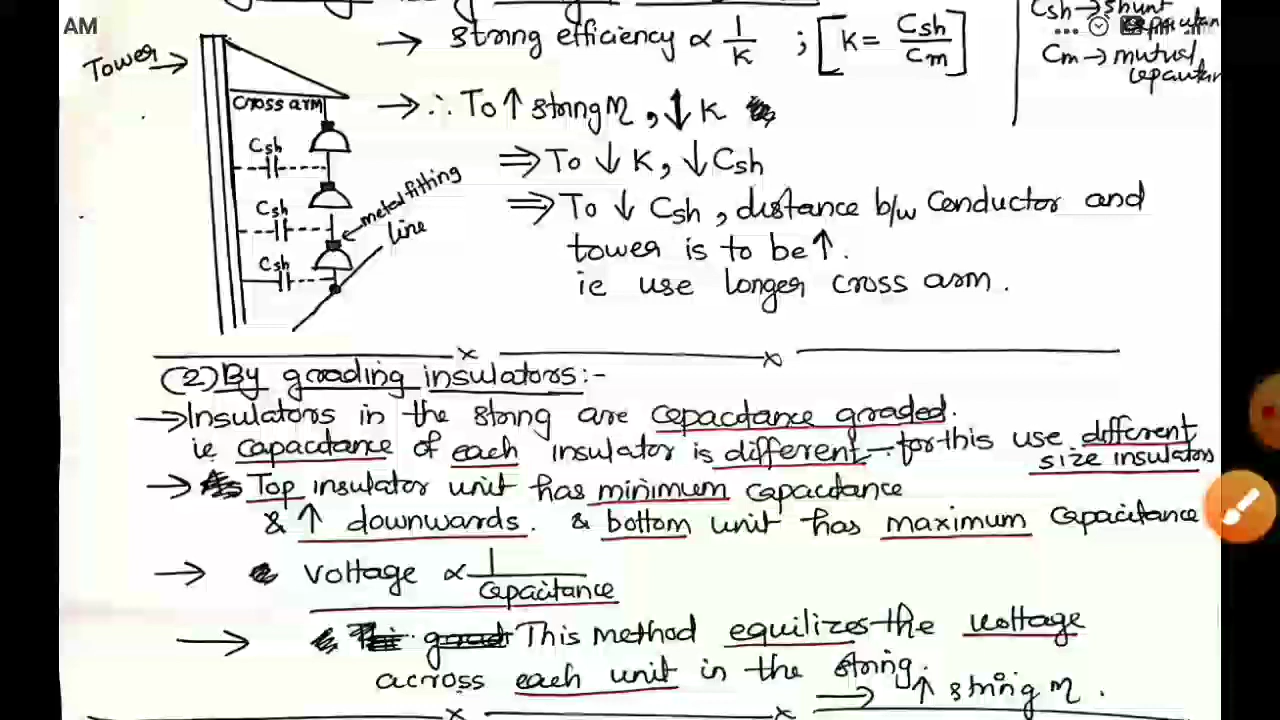 AM
String efficiency ∝ 1/K ; [K = Csh/Cm]
Csh → shunt
Cm → mutual
Tower →
cross arm
→ ∴ To ↑ string η, ↓ K
Csh
⇒ To ↓ K, ↓ Csh
metal fitting
Csh
line
⇒ To ↓ Csh, distance b/w Conductor and
tower is to be ↑.
Csh
ie use longer cross arm.
(2) By grading insulators:-
→ Insulators in the string are capacitance graded.
ie capacitance of each insulator is different – for this use different
size insulators
→ Top insulator unit has minimum capacitance
& ↑ downwards. & bottom unit has maximum capacitance
→ Voltage ∝ 1/Capacitance
→ This method equilizes the voltage
across each unit in the string.
→ ↑ string η.